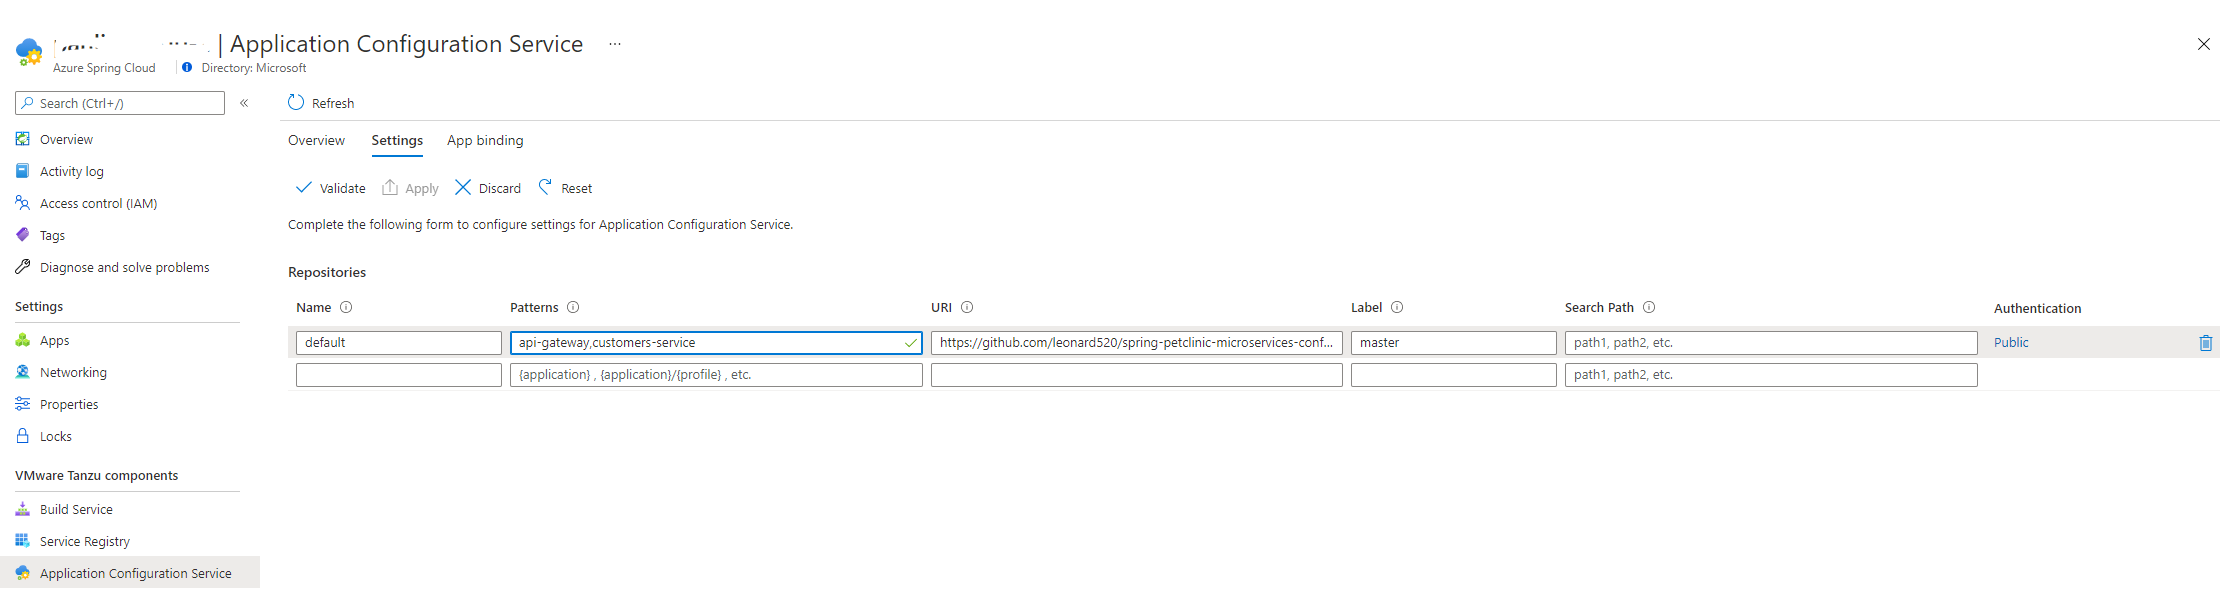 | Application Configuration Service ...
Azure Spring Cloud Directory: Microsoft
Search (Ctrl+/) «
Overview
Activity log
Access control (IAM)
Tags
Diagnose and solve problems
Settings
Apps
Networking
Properties
Locks
VMware Tanzu components
Build Service
Service Registry
Application Configuration Service
Refresh
Overview Settings App binding
Validate Apply Discard Reset
Complete the following form to configure settings for Application Configuration Service.
Repositories
Name Patterns URI Label Search Path Authentication
default api-gateway,customers-service https://github.com/leonard520/spring-petclinic-microservices-conf... master path1, path2, etc. Public
{application} , {application}/{profile} , etc. path1, path2, etc.